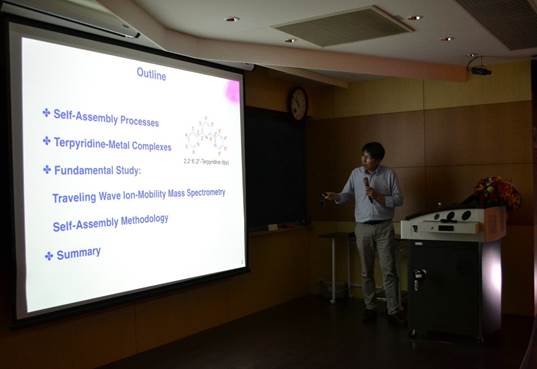 Outline
❖ Self-Assembly Processes
❖ Terpyridine-Metal Complexes
2,2':6',2"-Terpyridine (tpy)
❖ Fundamental Study:
Traveling Wave Ion-Mobility Mass Spectrometry
Self-Assembly Methodology
❖ Summary